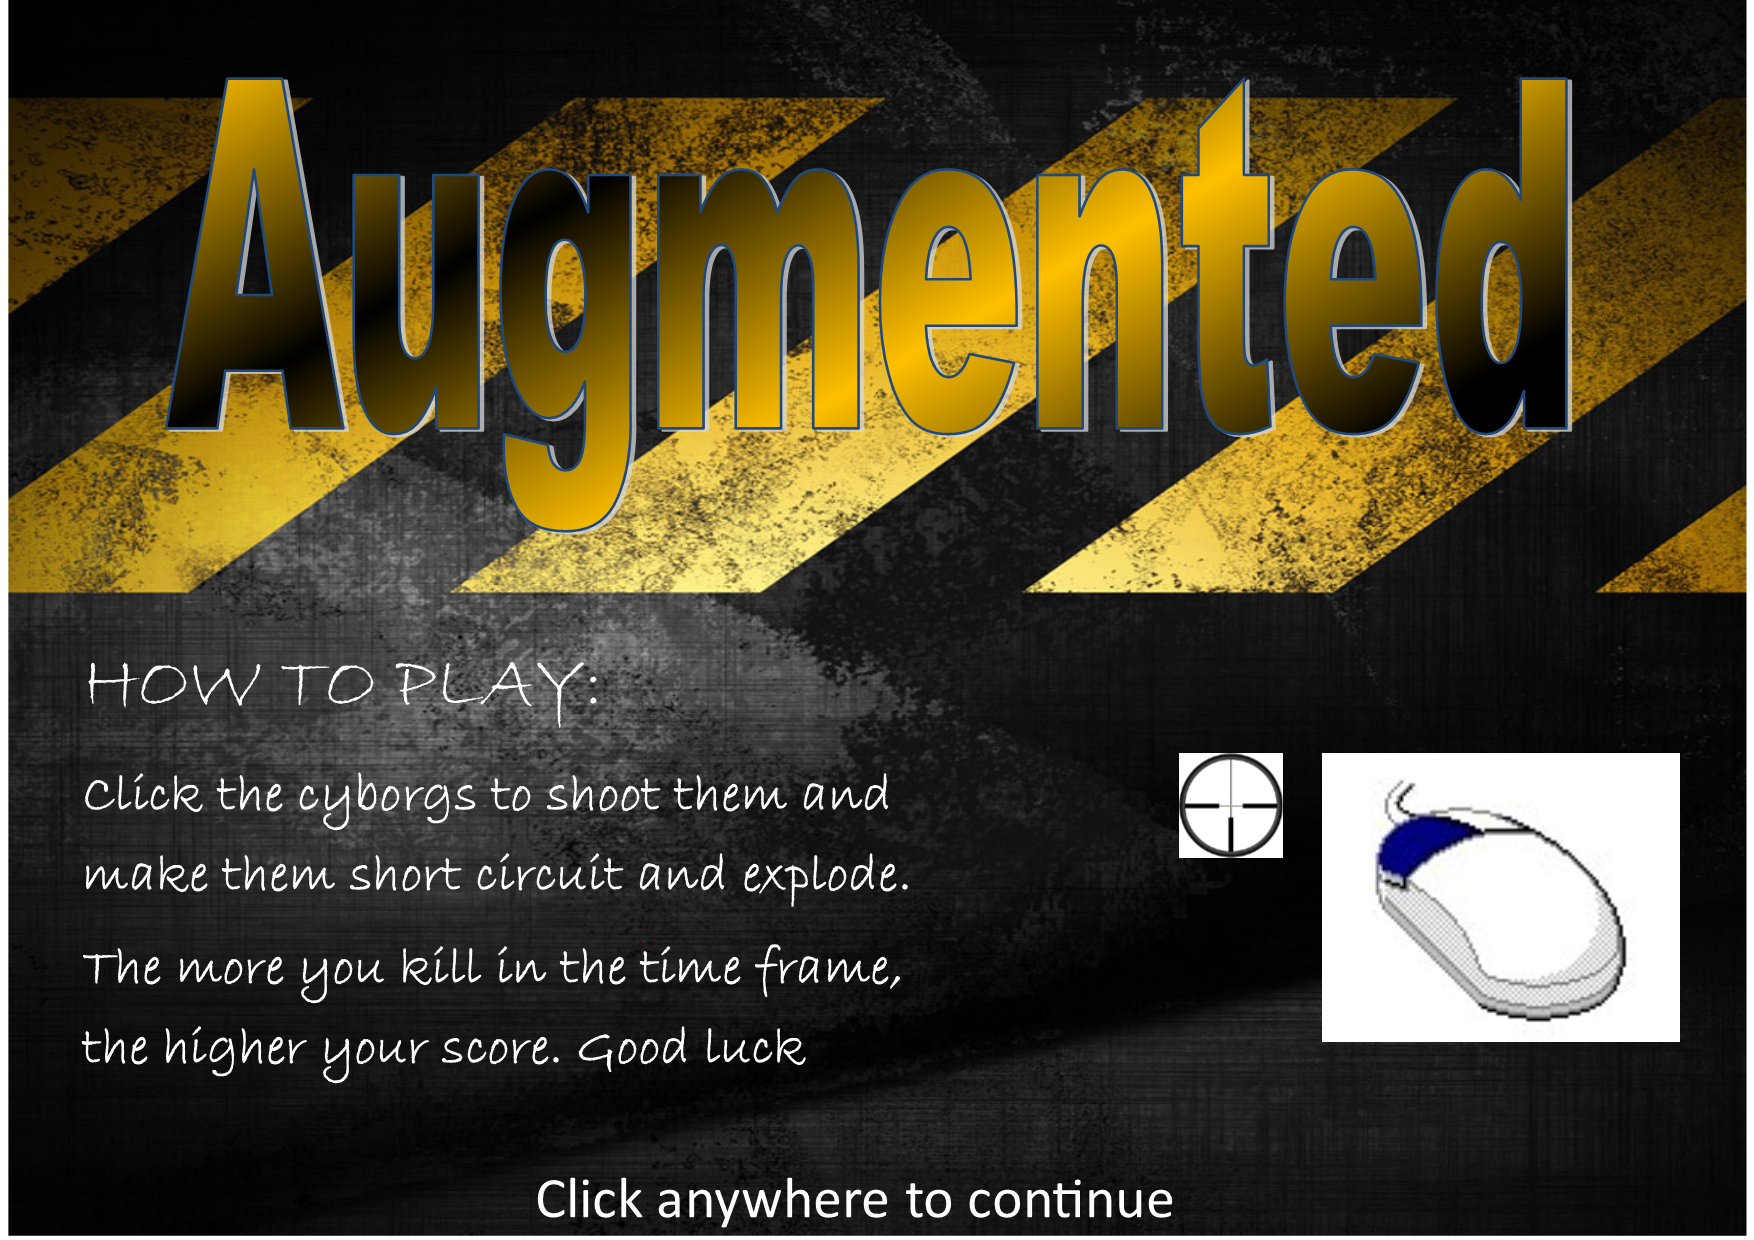 Augmented
HOW TO PLAY:
Click the cyborgs to shoot them and
make them short circuit and explode.
The more you kill in the time frame,
the higher your score. Good luck
Click anywhere to continue